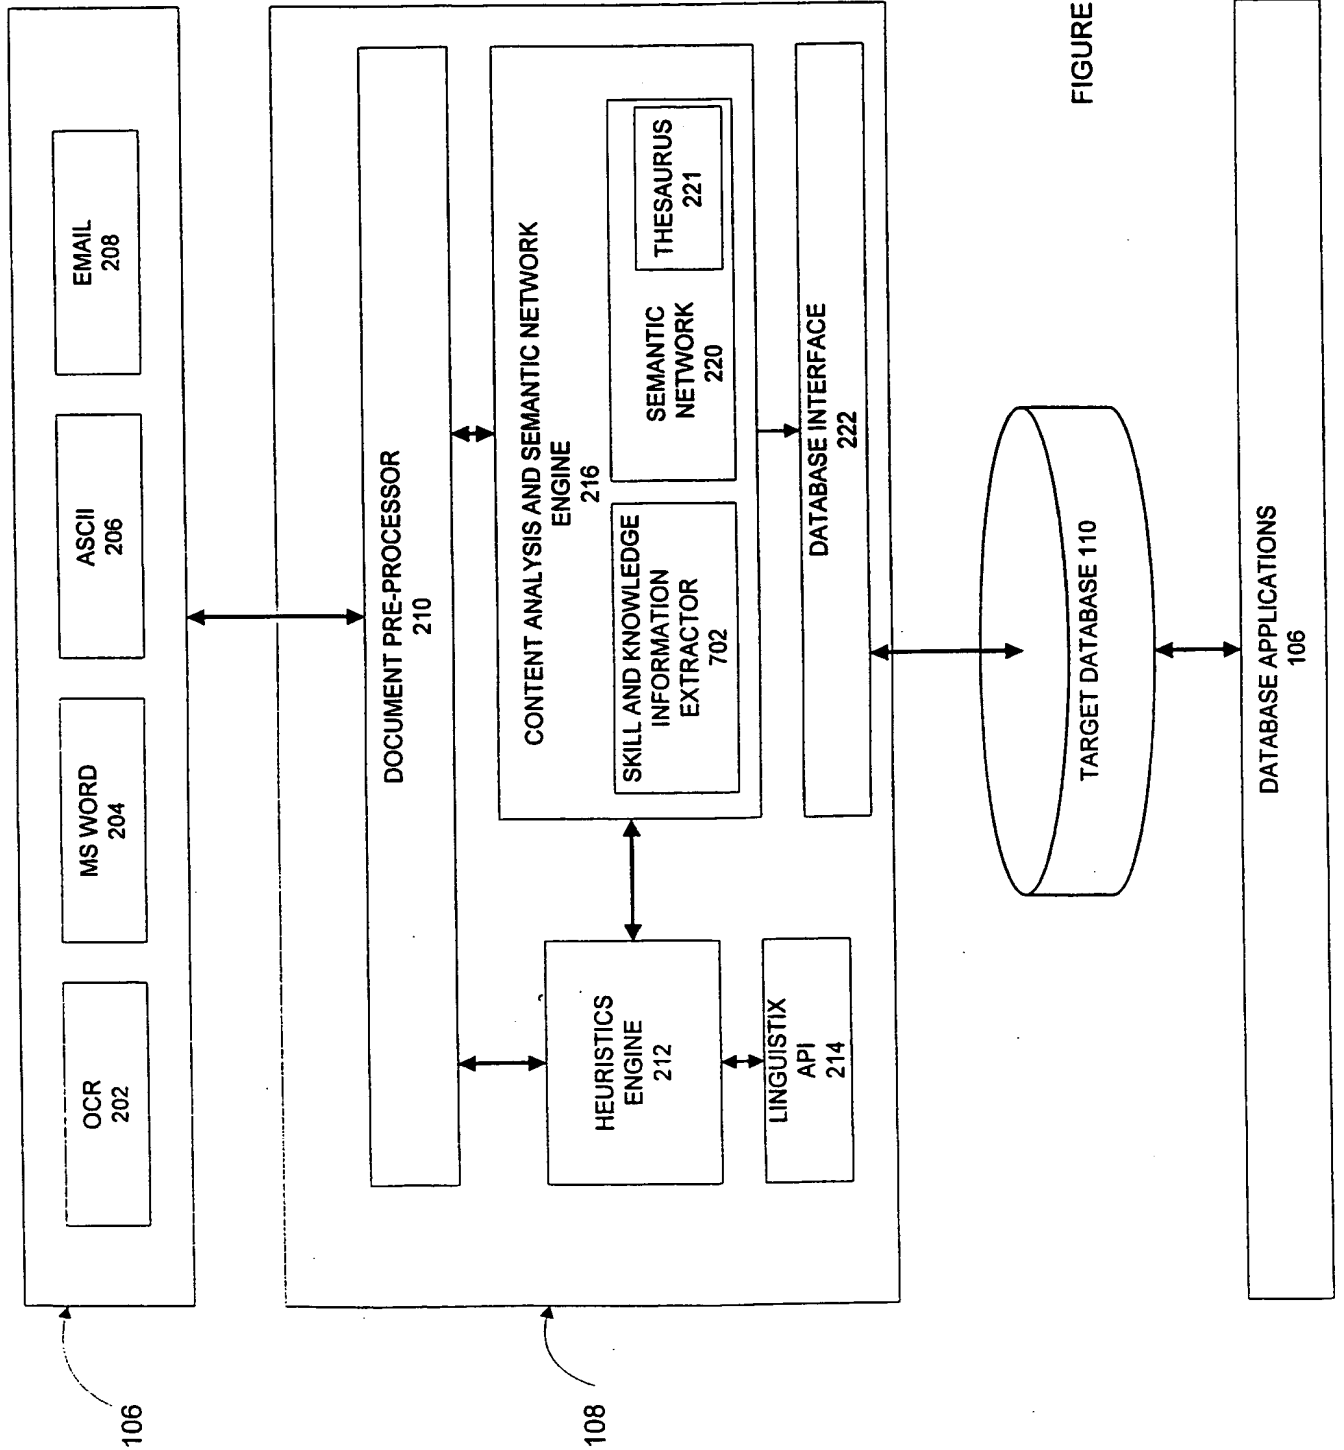 106
OCR
202
MS WORD
204
ASCII
206
EMAIL
208
108
DOCUMENT PRE-PROCESSOR
210
HEURISTICS
ENGINE
212
LINGUISTIX
API
214
CONTENT ANALYSIS AND SEMANTIC NETWORK
ENGINE
216
SKILL AND KNOWLEDGE
INFORMATION
EXTRACTOR
702
SEMANTIC
NETWORK
220
THESAURUS
221
DATABASE INTERFACE
222
TARGET DATABASE 110
FIGURE
DATABASE APPLICATIONS
106